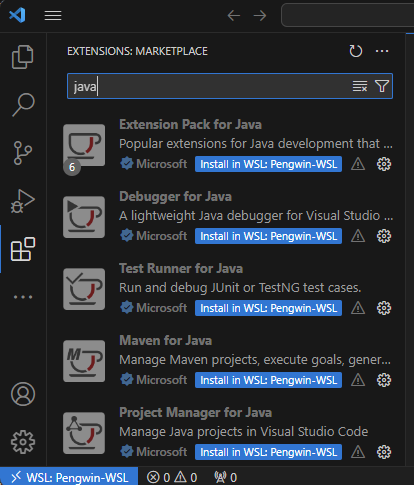 EXTENSIONS: MARKETPLACE
java
Extension Pack for Java
Popular extensions for Java development that ...
6
Microsoft Install in WSL: Pengwin-WSL
Debugger for Java
A lightweight Java debugger for Visual Studio ...
Microsoft Install in WSL: Pengwin-WSL
Test Runner for Java
Run and debug JUnit or TestNG test cases.
Microsoft Install in WSL: Pengwin-WSL
Maven for Java
M
Manage Maven projects, execute goals, gener...
Microsoft Install in WSL: Pengwin-WSL
Project Manager for Java
Manage Java projects in Visual Studio Code
Microsoft Install in WSL: Pengwin-WSL
WSL: Pengwin-WSL 0 0 0